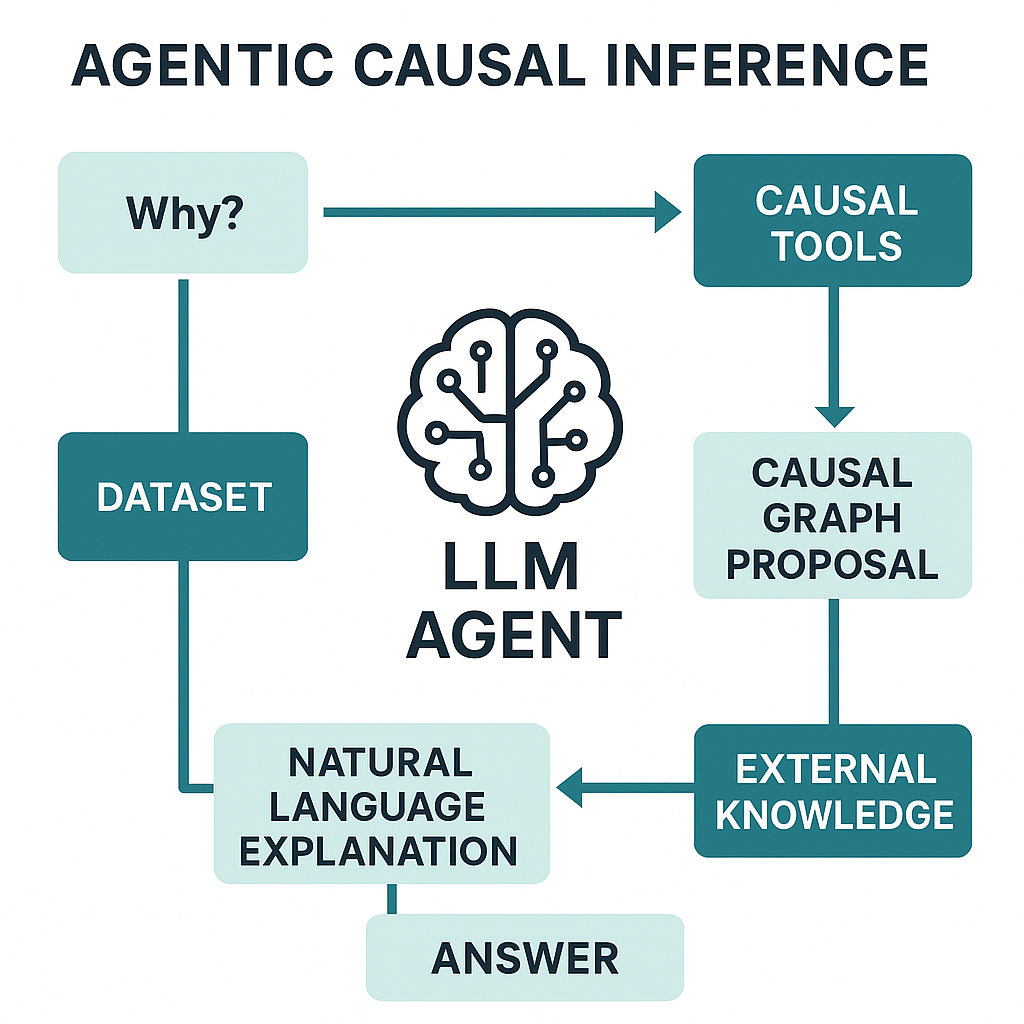 AGENTIC CAUSAL INFERENCE
Why?
CAUSAL
TOOLS
DATASET
LLM
AGENT
CAUSAL
GRAPH
PROPOSAL
NATURAL
LANGUAGE
EXPLANATION
EXTERNAL
KNOWLEDGE
ANSWER